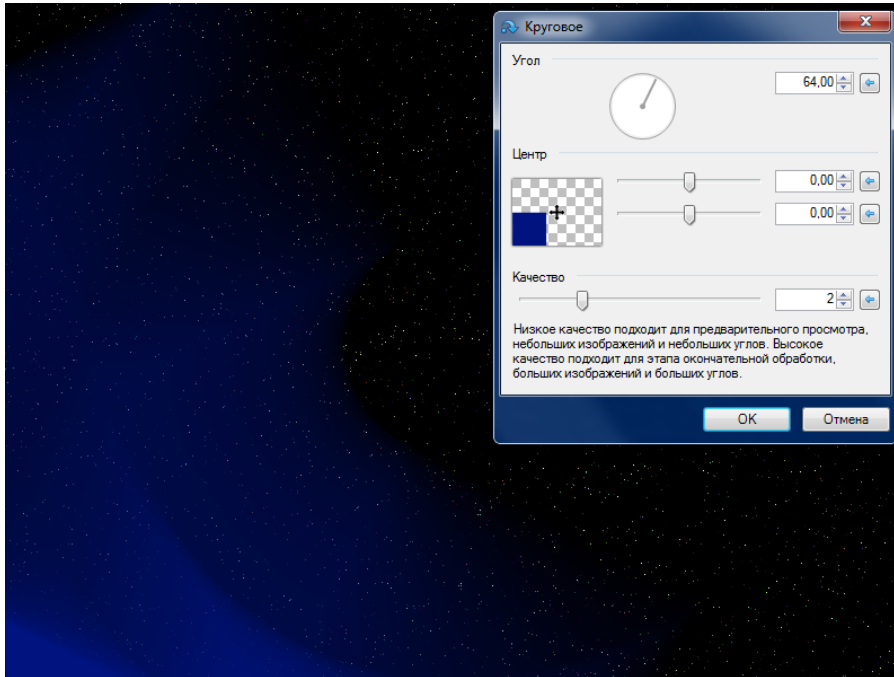 Круговое
Угол
64,00
Центр
0,00
0,00
Качество
2
Низкое качество подходит для предварительного просмотра,
небольших изображений и небольших углов. Высокое
качество подходит для этапа окончательной обработки,
больших изображений и больших углов.
OK
Отмена